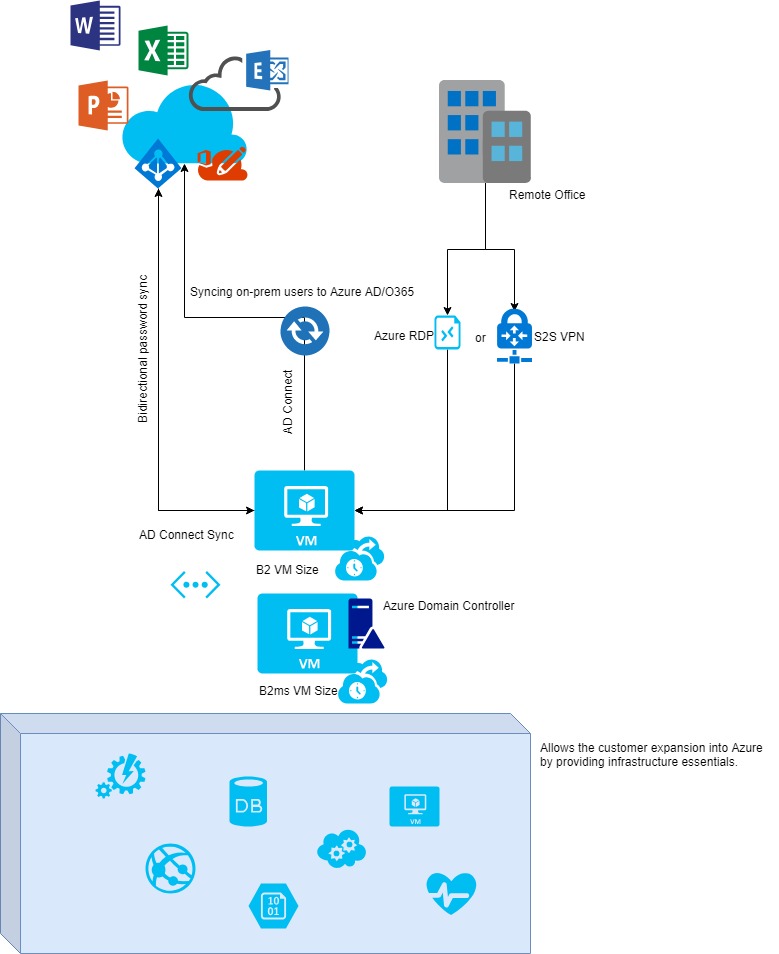 W
X
E
P
Remote Office
Bidirectional password sync
Syncing on-prem users to Azure AD/O365
Azure RDP
or
S2S VPN
AD Connect
VM
AD Connect Sync
B2 VM Size
Azure Domain Controller
VM
B2ms VM Size
Allows the customer expansion into Azure
by providing infrastructure essentials.
DB
VM
10
01